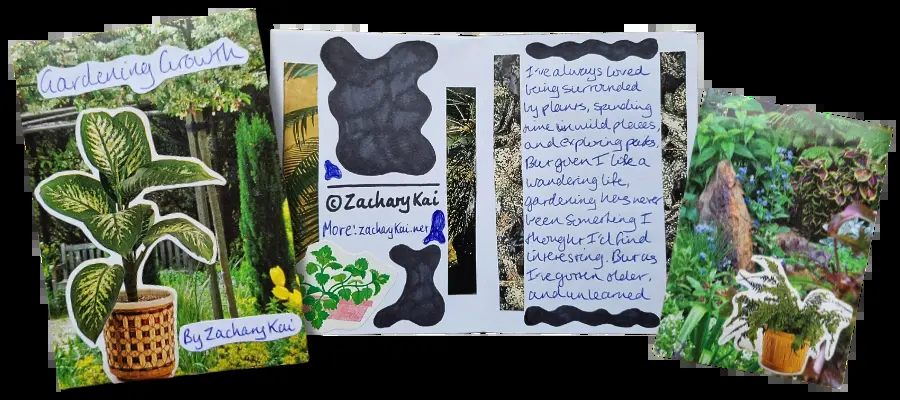 Gardening Growth
By Zachary Kai
©Zachary Kai
More: zacharykai.net
I've always loved
being surrounded
by plants, spending
time in wild places,
and exploring parks.
But given I like a
wandering life,
gardening has never
been something I
thought I'd find
interesting. But as
I've gotten older,
and unlearned